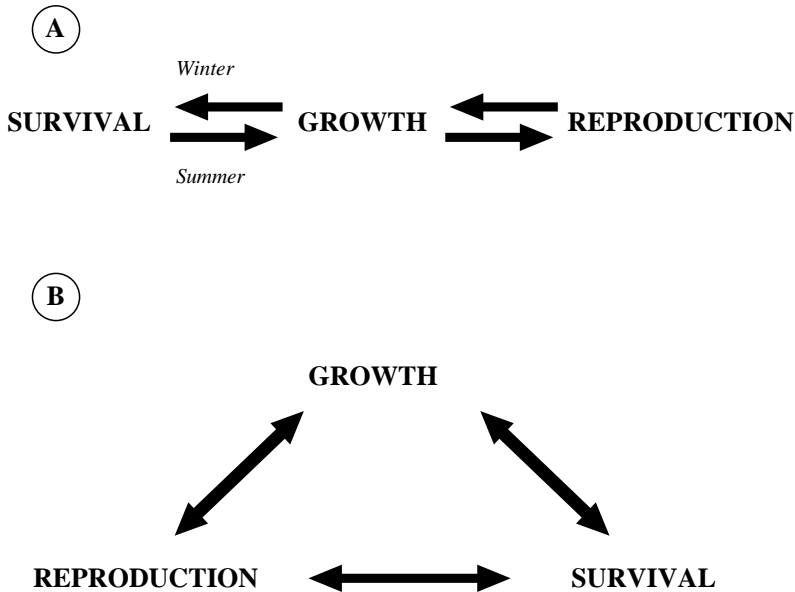 A
Winter
SURVIVAL GROWTH REPRODUCTION
Summer
B
GROWTH
REPRODUCTION SURVIVAL